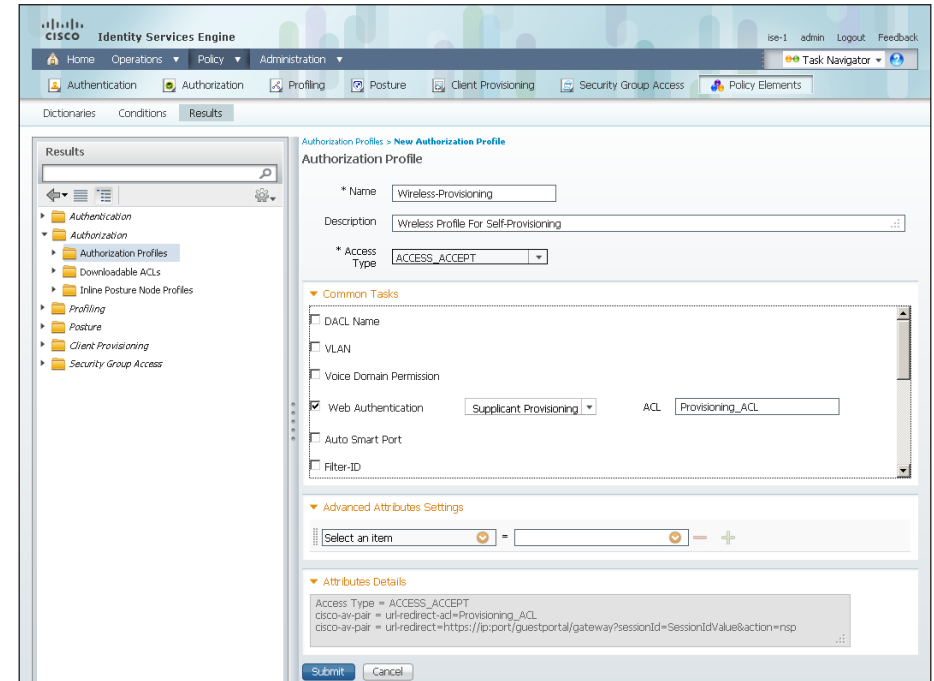 CISCO Identity Services Engine
ise-1 admin Logout Feedback
Home Operations Policy Administration
Task Navigator
Authentication Authorization Profiling Posture Client Provisioning Security Group Access Policy Elements
Dictionaries Conditions Results
Results
Authentication
Authorization
Authorization Profiles
Downloadable ACLs
Inline Posture Node Profiles
Profiling
Posture
Client Provisioning
Security Group Access
Authorization Profiles > New Authorization Profile
Authorization Profile
* Name Wireless-Provisioning
Description Wreless Profile For Self-Provisioning
* Access Type ACCESS_ACCEPT
Common Tasks
DACL Name
VLAN
Voice Domain Permission
Web Authentication Supplicant Provisioning ACL Provisioning_ACL
Auto Smart Port
Filter-ID
Advanced Attributes Settings
Select an item =
Attributes Details
Access Type = ACCESS_ACCEPT
cisco-av-pair = url-redirect-acl=Provisioning_ACL
cisco-av-pair = url-redirect=https://ip:port/guestportal/gateway?sessionId=SessionIdValue&action=nsp
Submit Cancel